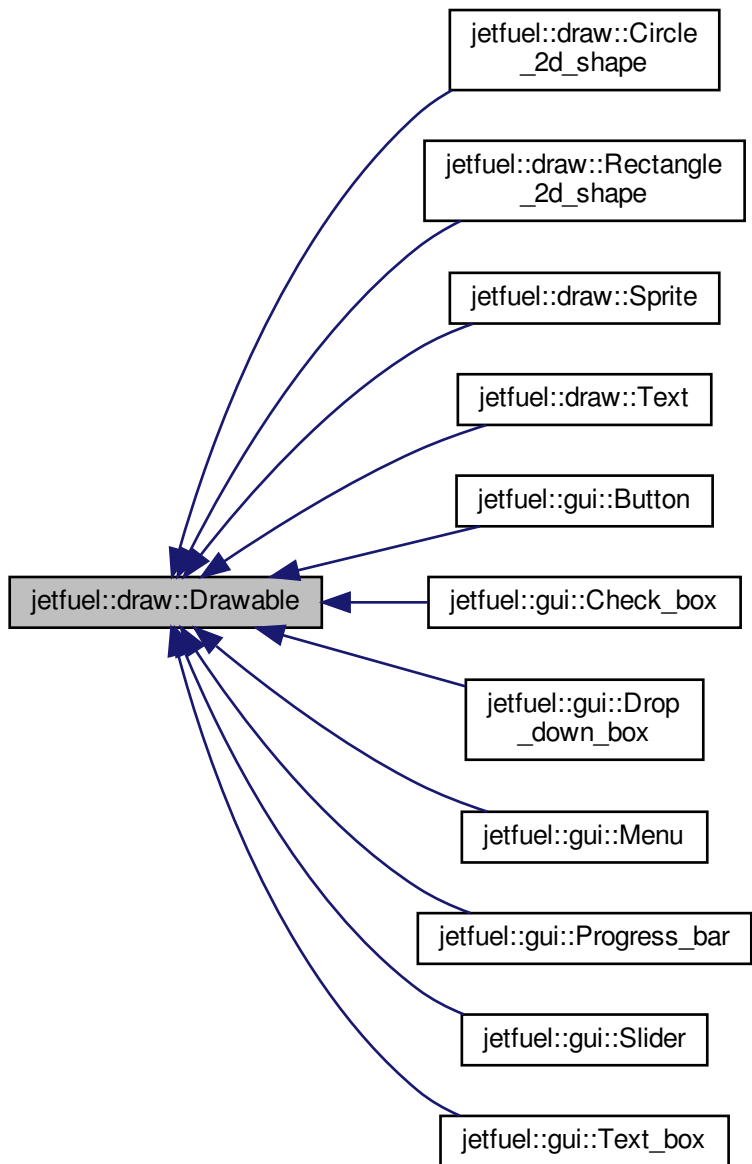 jetfuel::draw::Circle
_2d_shape
jetfuel::draw::Rectangle
_2d_shape
jetfuel::draw::Sprite
jetfuel::draw::Text
jetfuel::gui::Button
jetfuel::draw::Drawable
jetfuel::gui::Check_box
jetfuel::gui::Drop
_down_box
jetfuel::gui::Menu
jetfuel::gui::Progress_bar
jetfuel::gui::Slider
jetfuel::gui::Text_box